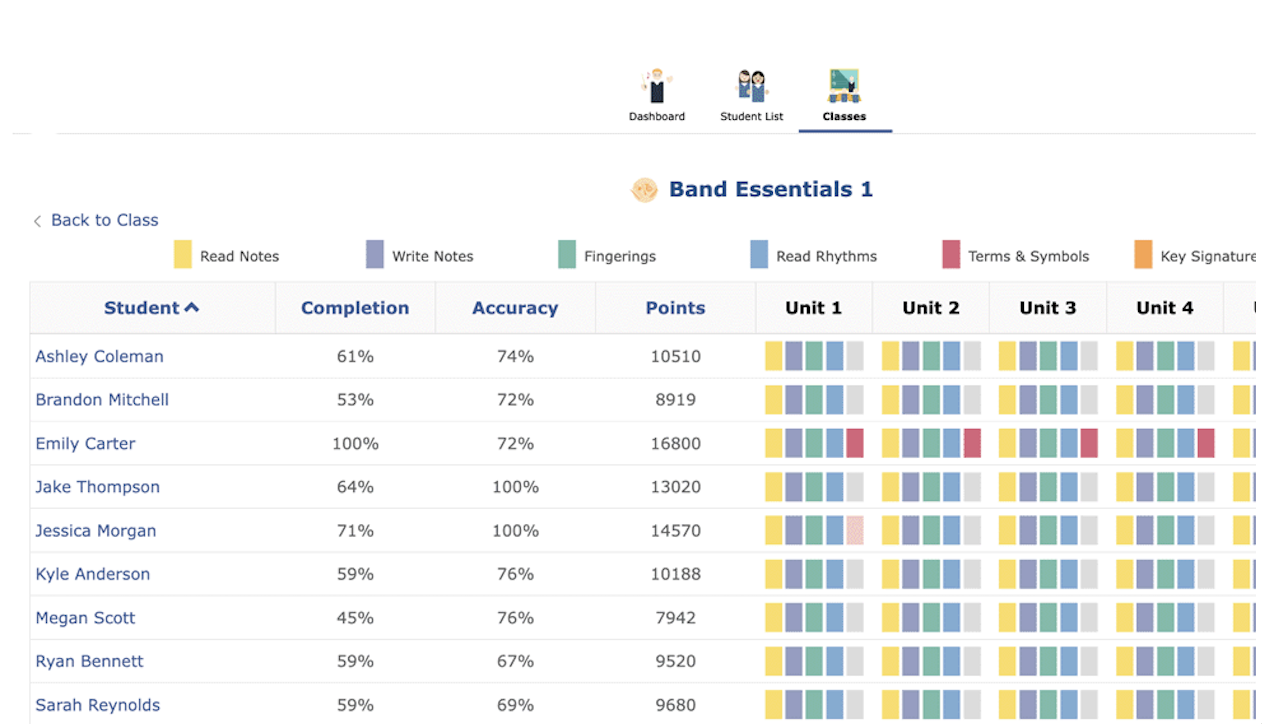 Dashboard Student List Classes
Band Essentials 1
Back to Class
Read Notes Write Notes Fingerings Read Rhythms Terms & Symbols Key Signature
Student Completion Accuracy Points Unit 1 Unit 2 Unit 3 Unit 4
Ashley Coleman 61% 74% 10510
Brandon Mitchell 53% 72% 8919
Emily Carter 100% 72% 16800
Jake Thompson 64% 100% 13020
Jessica Morgan 71% 100% 14570
Kyle Anderson 59% 76% 10188
Megan Scott 45% 76% 7942
Ryan Bennett 59% 67% 9520
Sarah Reynolds 59% 69% 9680